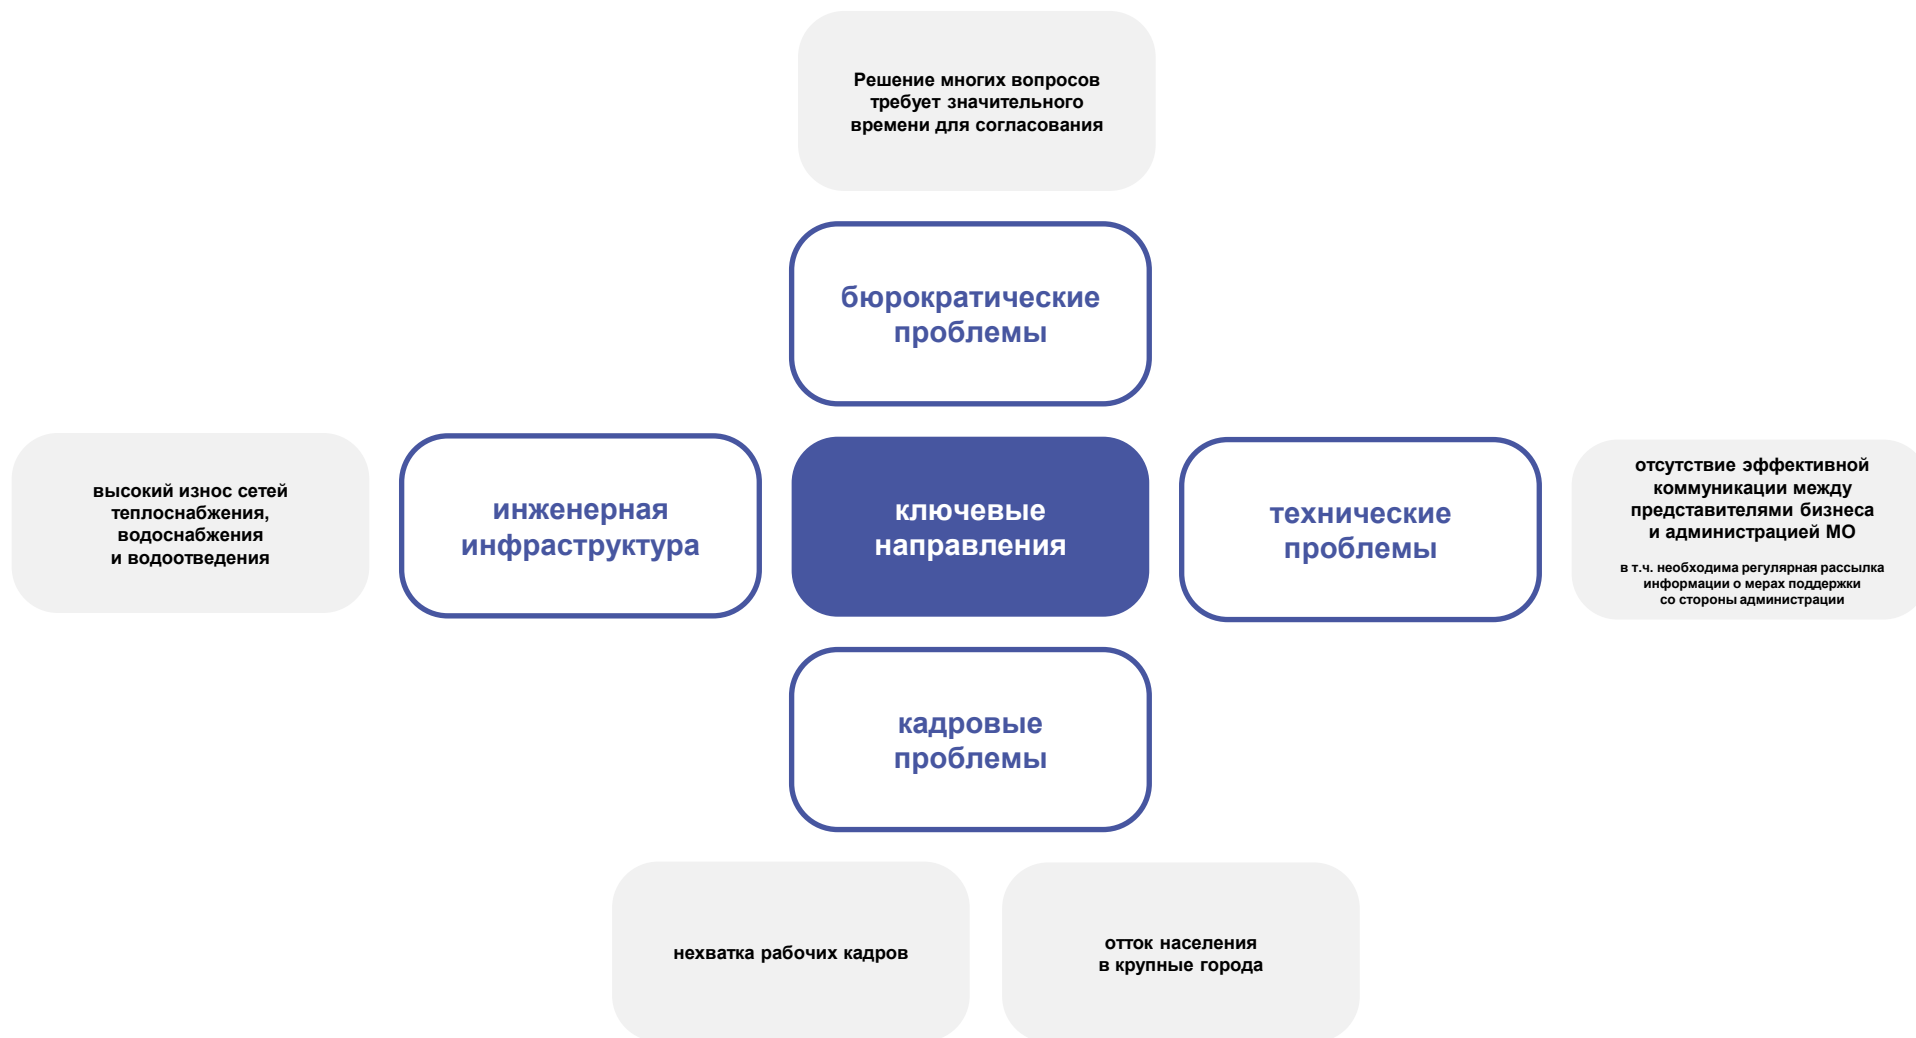 Решение многих вопросов
требует значительного
времени для согласования
бюрократические
проблемы
высокий износ сетей
теплоснабжения,
водоснабжения
и водоотведения
инженерная
инфраструктура
ключевые
направления
технические
проблемы
отсутствие эффективной
коммуникации между
представителями бизнеса
и администрацией МО
в т.ч. необходима регулярная рассылка
информации о мерах поддержки
со стороны администрации
кадровые
проблемы
нехватка рабочих кадров
отток населения
в крупные города